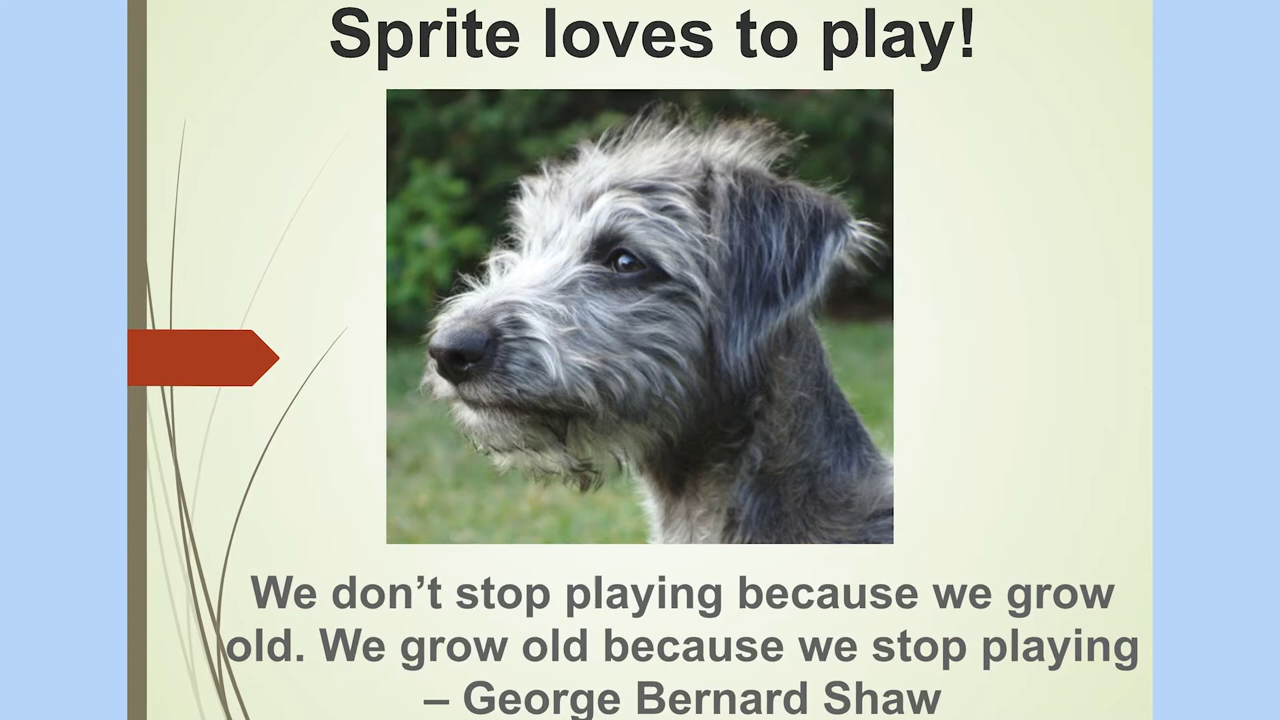 Sprite loves to play!
We don’t stop playing because we grow
old. We grow old because we stop playing
– George Bernard Shaw